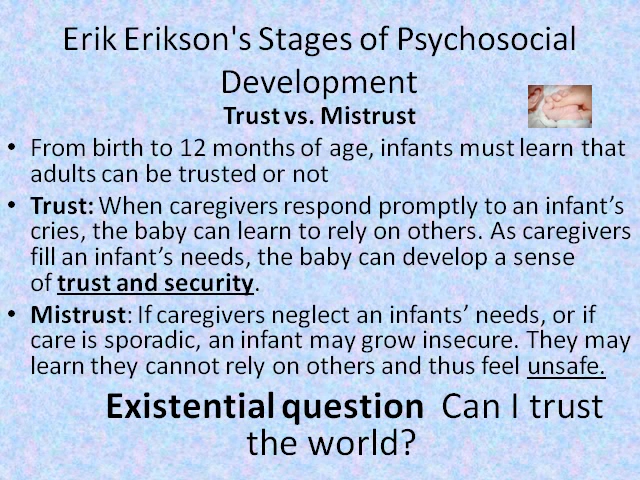 Erik Erikson's Stages of Psychosocial
Development
Trust vs. Mistrust
• From birth to 12 months of age, infants must learn that
adults can be trusted or not
• Trust: When caregivers respond promptly to an infant’s
cries, the baby can learn to rely on others. As caregivers
fill an infant’s needs, the baby can develop a sense
of trust and security.
• Mistrust: If caregivers neglect an infants’ needs, or if
care is sporadic, an infant may grow insecure. They may
learn they cannot rely on others and thus feel unsafe.
Existential question Can I trust
the world?